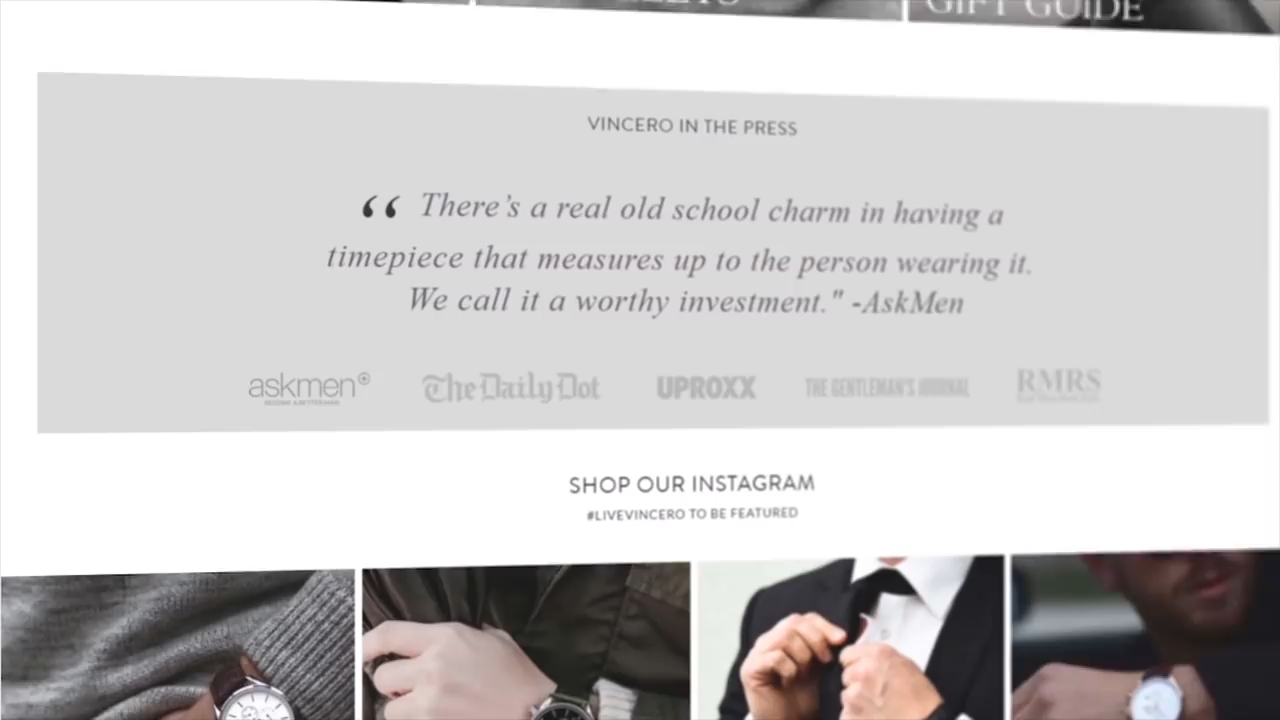 GIFT GUIDE
VINCERO IN THE PRESS
“ There’s a real old school charm in having a
timepiece that measures up to the person wearing it.
We call it a worthy investment." -AskMen
askmen
The Daily Dot
UPROXX
THE GENTLEMAN'S JOURNAL
RMRS
SHOP OUR INSTAGRAM
#LIVEVINCERO TO BE FEATURED